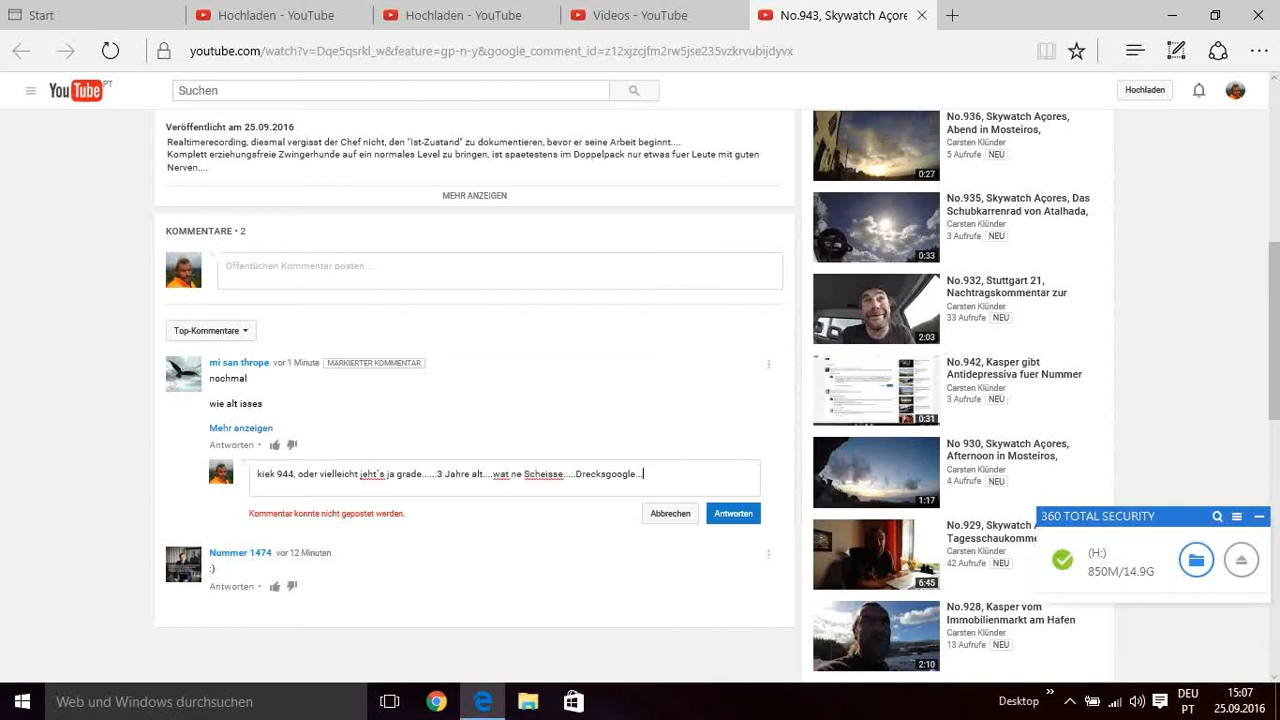 Start
Hochladen - YouTube
Hochladen - YouTube
Videos - YouTube
No.943, Skywatch Açore
youtube.com/watch?v=Dqe5qsrkl_w&feature=gp-n-y&google_comment_id=z12xjzcjfm2rw5jse235vzkrvubijdyvx
YouTube PT
Suchen
Hochladen
Veröffentlicht am 25.09.2016
Realtimerecording, diesmal vergisst der Chef nicht, den "Ist-Zustand" zu dokumentieren, bevor er seine Arbeit beginnt....
Komplett erziehungsfreie Zwingerhunde auf ein normales Level zu bringen, ist spaetestens im Doppelpack nur etwas fuer Leute mit guten
Nerven....
MEHR ANZEIGEN
KOMMENTARE • 2
Öffentlichen Kommentar posten...
Top-Kommentare
mi san thrope vor 1 Minute MARKIERTER KOMMENTAR
nochmal
isses
Mehr anzeigen
Antworten •
kiek 944, oder vielleicht jeht´s ja grade......3 Jahre alt....wat ne Scheisse.....Drecksgoogle...
Kommentar konnte nicht gepostet werden.
Abbrechen
Antworten
Nummer 1474 vor 12 Minuten
:)
Antworten •
0:27
No.936, Skywatch Açores,
Abend in Mosteiros,
Carsten Klünder
5 Aufrufe NEU
0:33
No.935, Skywatch Açores, Das
Schubkarrenrad von Atalhada,
Carsten Klünder
3 Aufrufe NEU
2:03
No.932, Stuttgart 21,
Nachtragskommentar zur
Carsten Klünder
33 Aufrufe NEU
0:31
No.942, Kasper gibt
Antidepressiva fuer Nummer
Carsten Klünder
3 Aufrufe NEU
1:17
No 930, Skywatch Açores,
Afternoon in Mosteiros,
Carsten Klünder
4 Aufrufe NEU
6:45
No.929, Skywatch
Tagesschaukomme
Carsten Klünder
42 Aufrufe NEU
2:10
No.928, Kasper vom
Immobilienmarkt am Hafen
Carsten Klünder
13 Aufrufe NEU
360 TOTAL SECURITY
(H:)
850M/14.9G
Web und Windows durchsuchen
Desktop
DEU
PT
15:07
25.09.2016